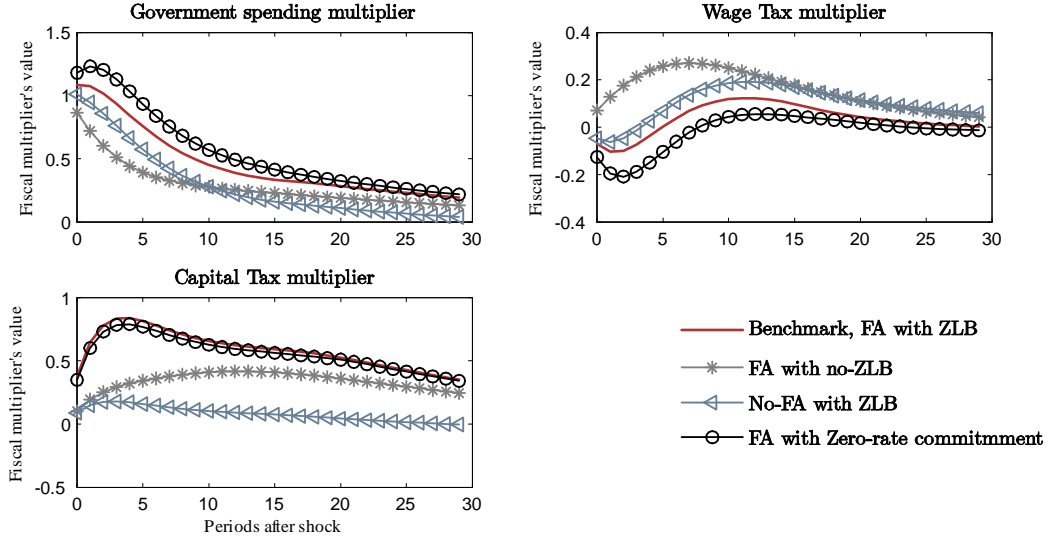 Government spending multiplier
Fiscal multiplier's value
1.5
1
0.5
0
0 5 10 15 20 25 30
Wage Tax multiplier
Fiscal multiplier's value
0.4
0.2
0
-0.2
-0.4
0 5 10 15 20 25 30
Capital Tax multiplier
Fiscal multiplier's value
1
0.5
0
-0.5
0 5 10 15 20 25 30
Periods after shock
Benchmark, FA with ZLB
FA with no-ZLB
No-FA with ZLB
FA with Zero-rate commitmment